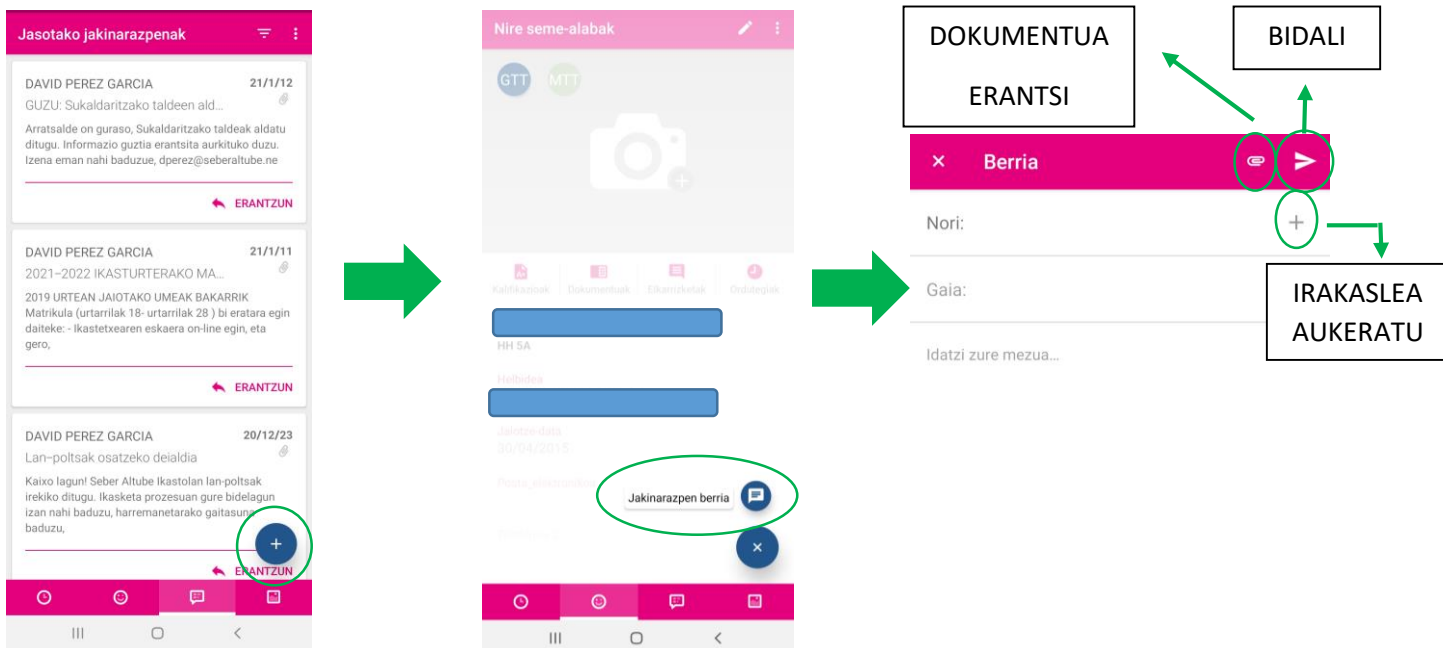 Jasotako jakinarazpenak
DAVID PEREZ GARCIA 21/1/12
GUZU: Sukaldaritzako taldeen ald...
Arratsalde on guraso, Sukaldaritzako taldeak aldatu
ditugu. Informazio guztia erantsita aurkituko duzu.
Izena eman nahi baduzue, dperez@seberaltube.ne
ERANTZUN
DAVID PEREZ GARCIA 21/1/11
2021–2022 IKASTURTERAKO MA...
2019 URTEAN JAIOTAKO UMEAK BAKARRIK
Matrikula (urtarrilak 18- urtarrilak 28 ) bi eratara egin
daiteke: - Ikastetxearen eskaera on-line egin, eta
gero,
ERANTZUN
DAVID PEREZ GARCIA 20/12/23
Lan–poltsak osatzeko deialdia
Kaixo lagun! Seber Altube Ikastolan lan-poltsak
irekiko ditugu. Ikasketa prozesuan gure bidelagun
izan nahi baduzu, harremanetarako gaitasuna
baduzu,
ERANTZUN
Nire seme-alabak
GTT MTT
Kalifikazioak Dokumentuak Elkarrizketak Ordutegiak
HH 5A
Helbidea
Jaiotze-data
30/04/2015
Posta_elektronikoa
Jakinarazpen berria
DOKUMENTUA
ERANTSI
BIDALI
Berria
Nori:
Gaia:
Idatzi zure mezua...
IRAKASLEA
AUKERATU